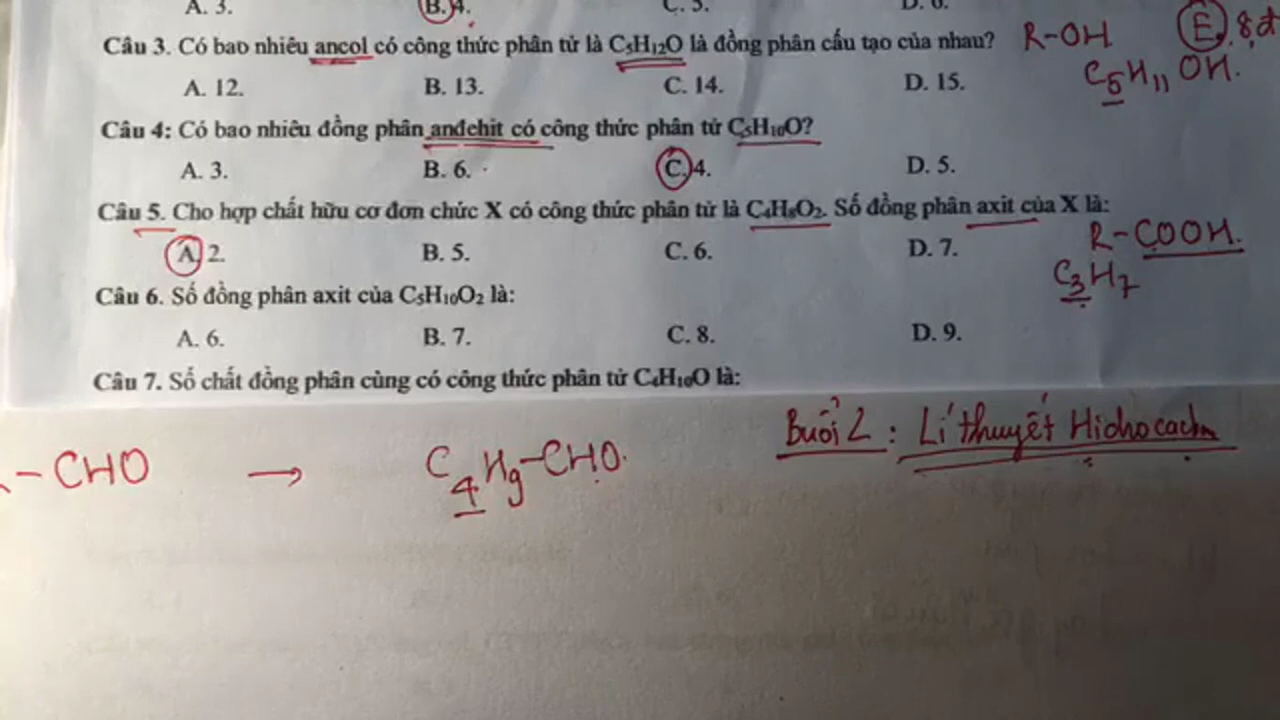 A. 3. B. 4. C. 5. D. 6.
Câu 3. Có bao nhiêu ancol có công thức phân tử là C5H12O là đồng phân cấu tạo của nhau? R-OH E. 8 đ
C5H11OH.
A. 12. B. 13. C. 14. D. 15.
Câu 4: Có bao nhiêu đồng phân anđehit có công thức phân tử C5H10O?
A. 3. B. 6. C. 4. D. 5.
Câu 5. Cho hợp chất hữu cơ đơn chức X có công thức phân tử là C4H8O2. Số đồng phân axit của X là:
R-COOH.
A. 2. B. 5. C. 6. D. 7.
C3H7
Câu 6. Số đồng phân axit của C5H10O2 là:
A. 6. B. 7. C. 8. D. 9.
Câu 7. Số chất đồng phân cùng có công thức phân tử C4H10O là:
Buổi 2: Lí thuyết Hidrocacbon
-CHO → C4H9-CHO.